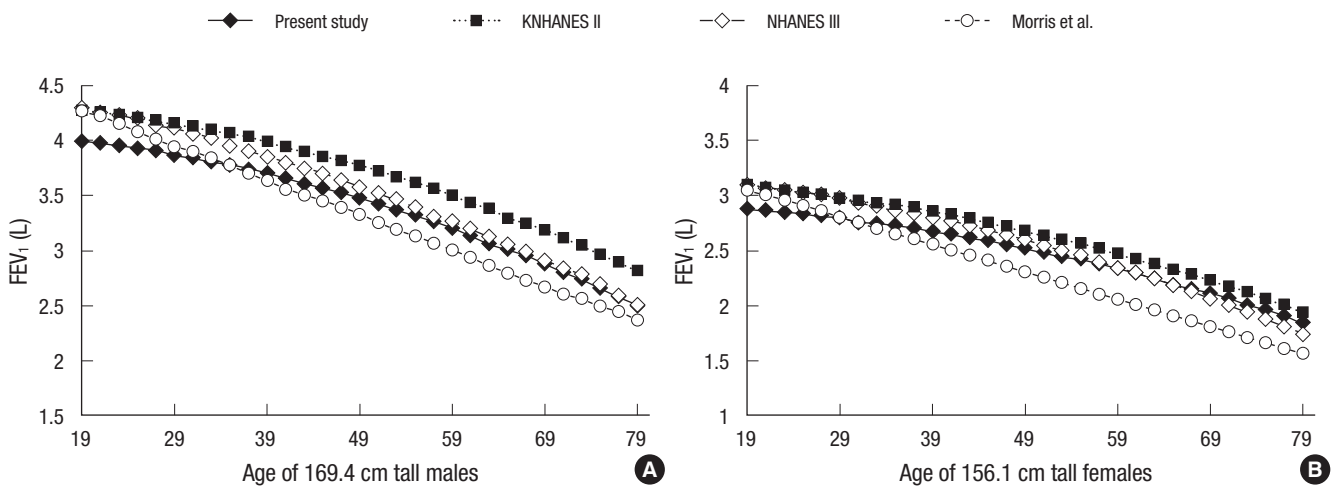 Present study KNHANES II NHANES III Morris et al.
4.5
4
3.5
3
2.5
2
1.5
FEV₁ (L)
19 29 39 49 59 69 79
Age of 169.4 cm tall males
A
4
3.5
3
2.5
2
1.5
1
FEV₁ (L)
19 29 39 49 59 69 79
Age of 156.1 cm tall females
B